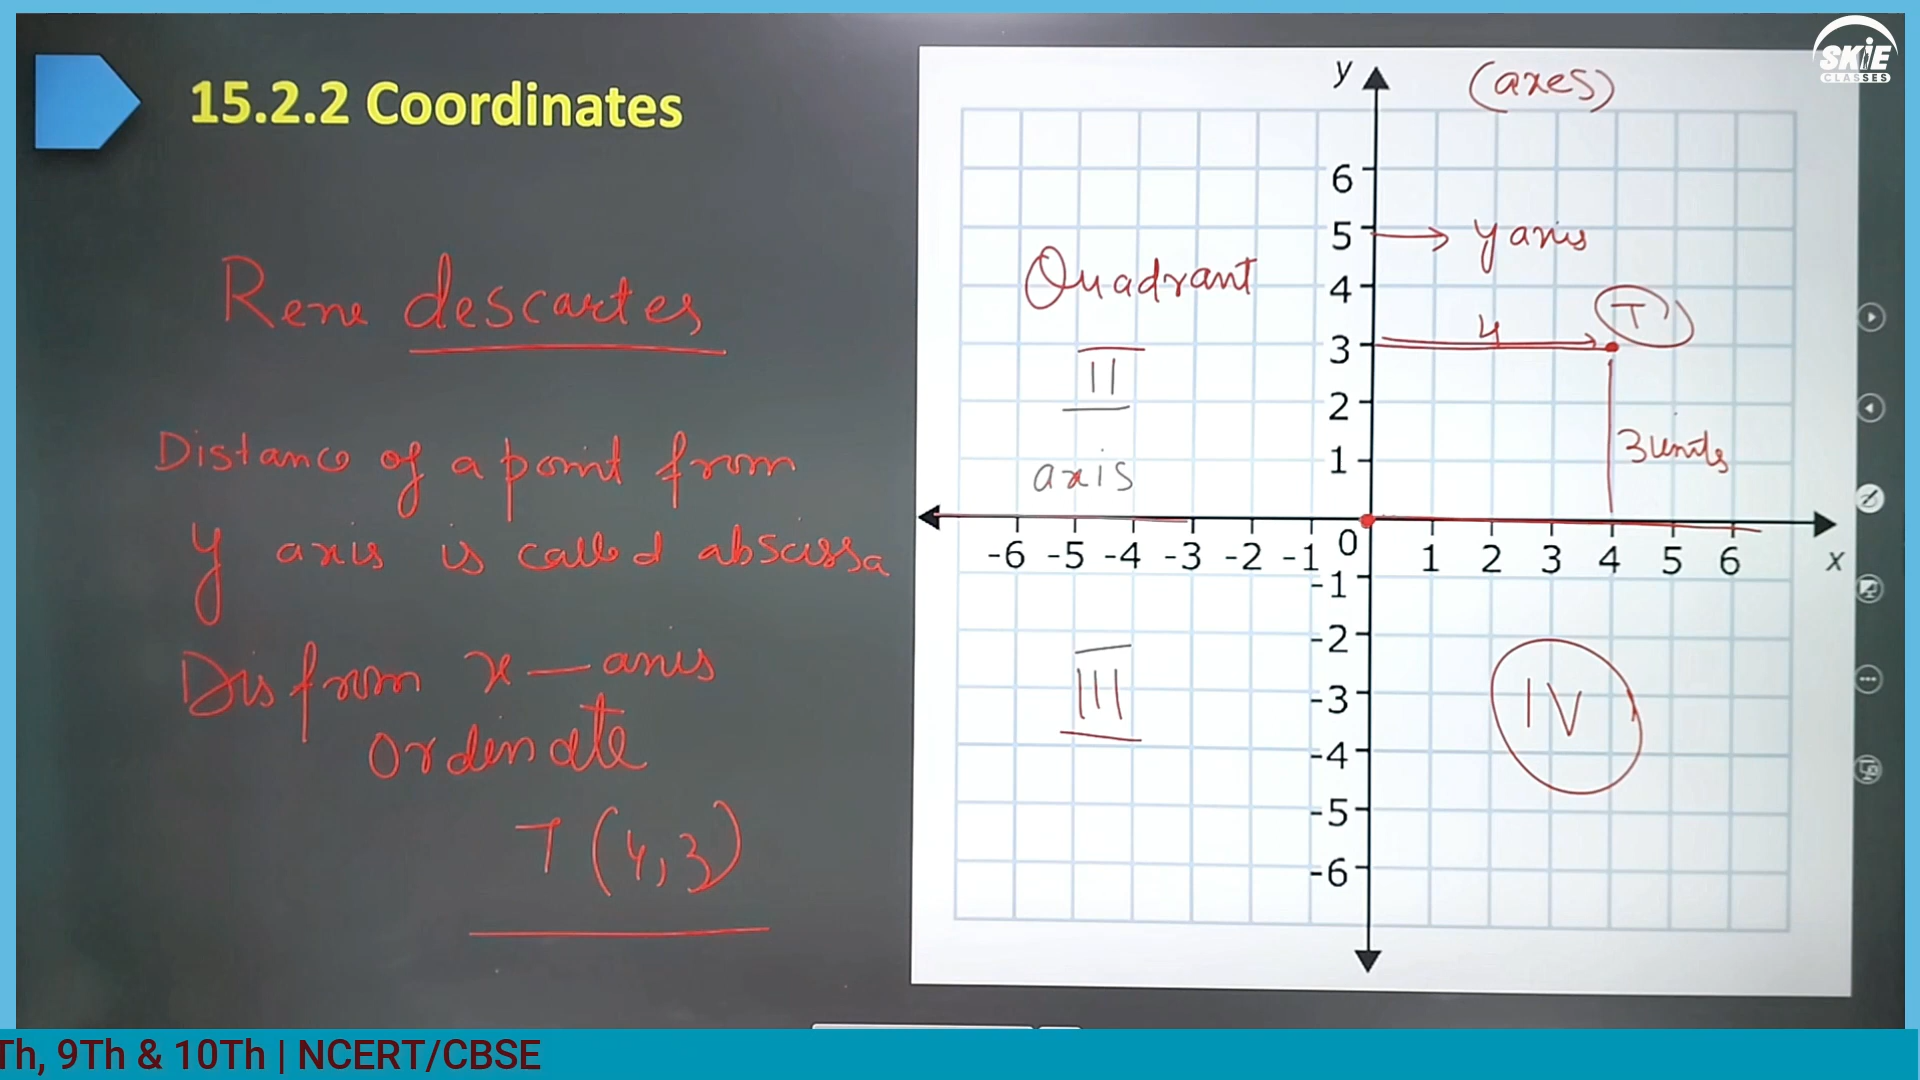 15.2.2 Coordinates
Rene descartes
Distance of a point from
y axis is called abscissa
Dis from x - axis
Ordinate
T (4,3)
y
(axes)
SKIE
CLASSES
6
5
y axis
Quadrant
4
T
4
3
II
2
3 units
1
axis
-6 -5 -4 -3 -2 -1 0 1 2 3 4 5 6
x
-1
-2
III
-3
IV
-4
-5
-6
Th, 9Th & 10Th | NCERT/CBSE